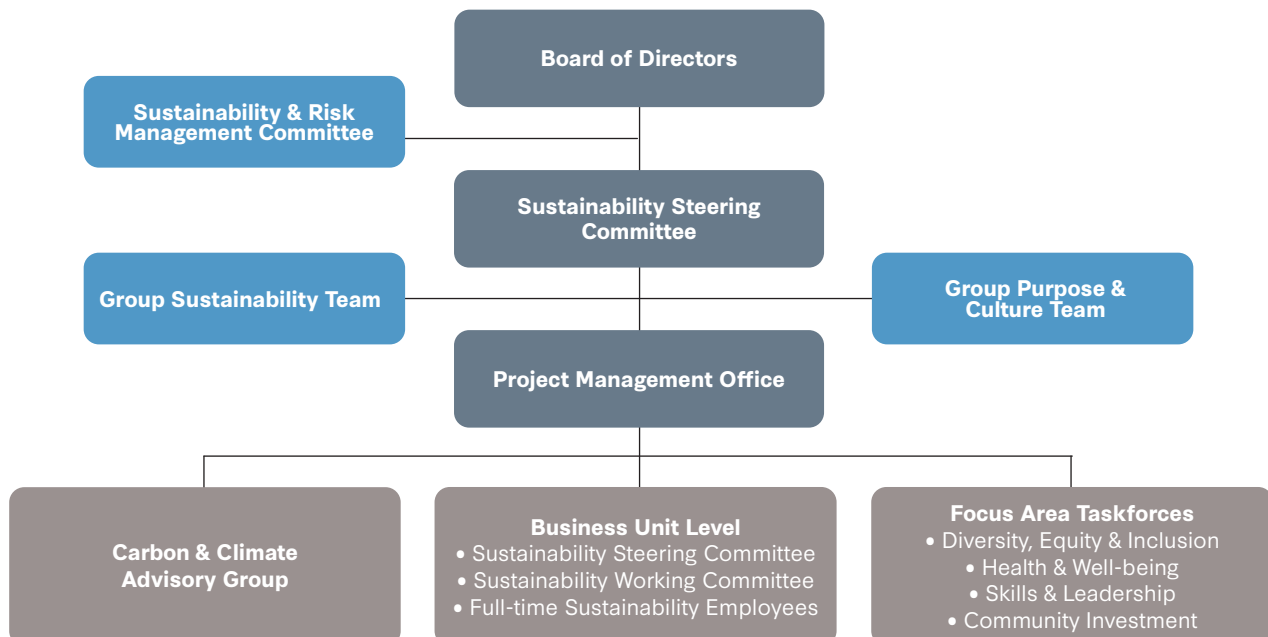 Board of Directors
Sustainability & Risk
Management Committee
Sustainability Steering
Committee
Group Sustainability Team
Group Purpose &
Culture Team
Project Management Office
Carbon & Climate
Advisory Group
Business Unit Level
• Sustainability Steering Committee
• Sustainability Working Committee
• Full-time Sustainability Employees
Focus Area Taskforces
• Diversity, Equity & Inclusion
• Health & Well-being
• Skills & Leadership
• Community Investment